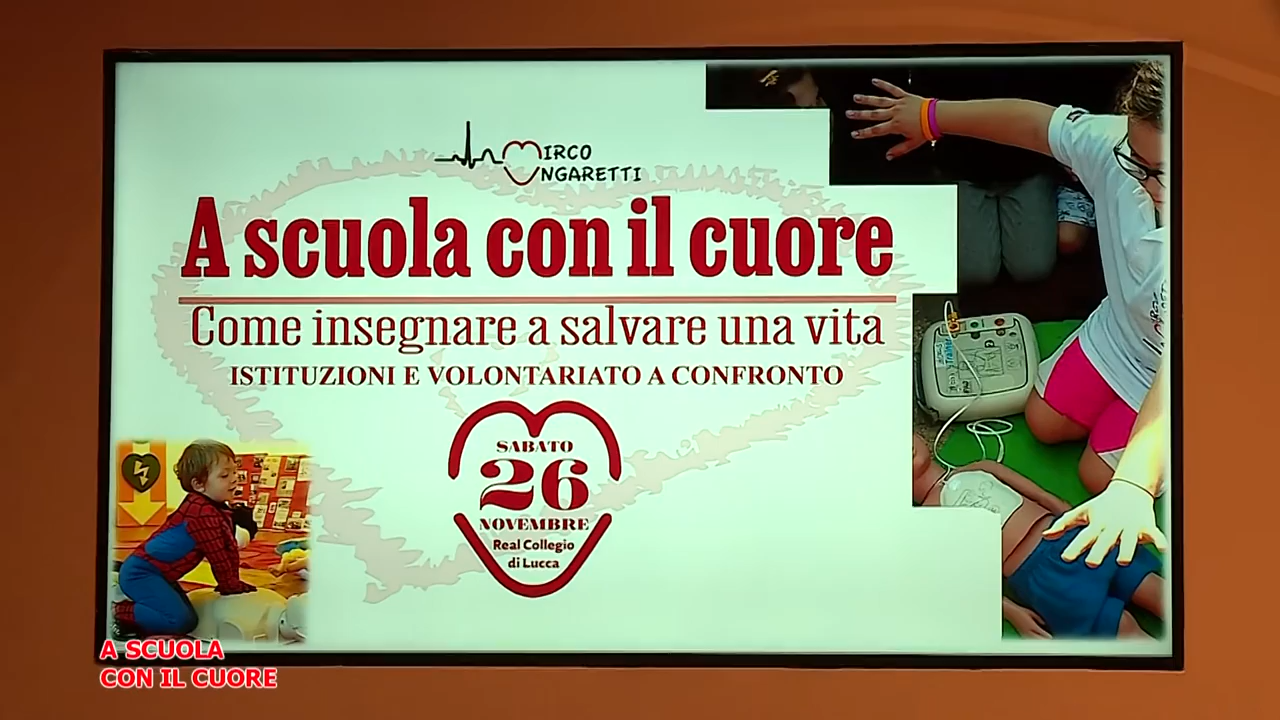 MIRCO
UNGARETTI
A scuola con il cuore
Come insegnare a salvare una vita
ISTITUZIONI E VOLONTARIATO A CONFRONTO
SABATO
26
NOVEMBRE
Real Collegio
di Lucca
Trainer
A SCUOLA
CON IL CUORE